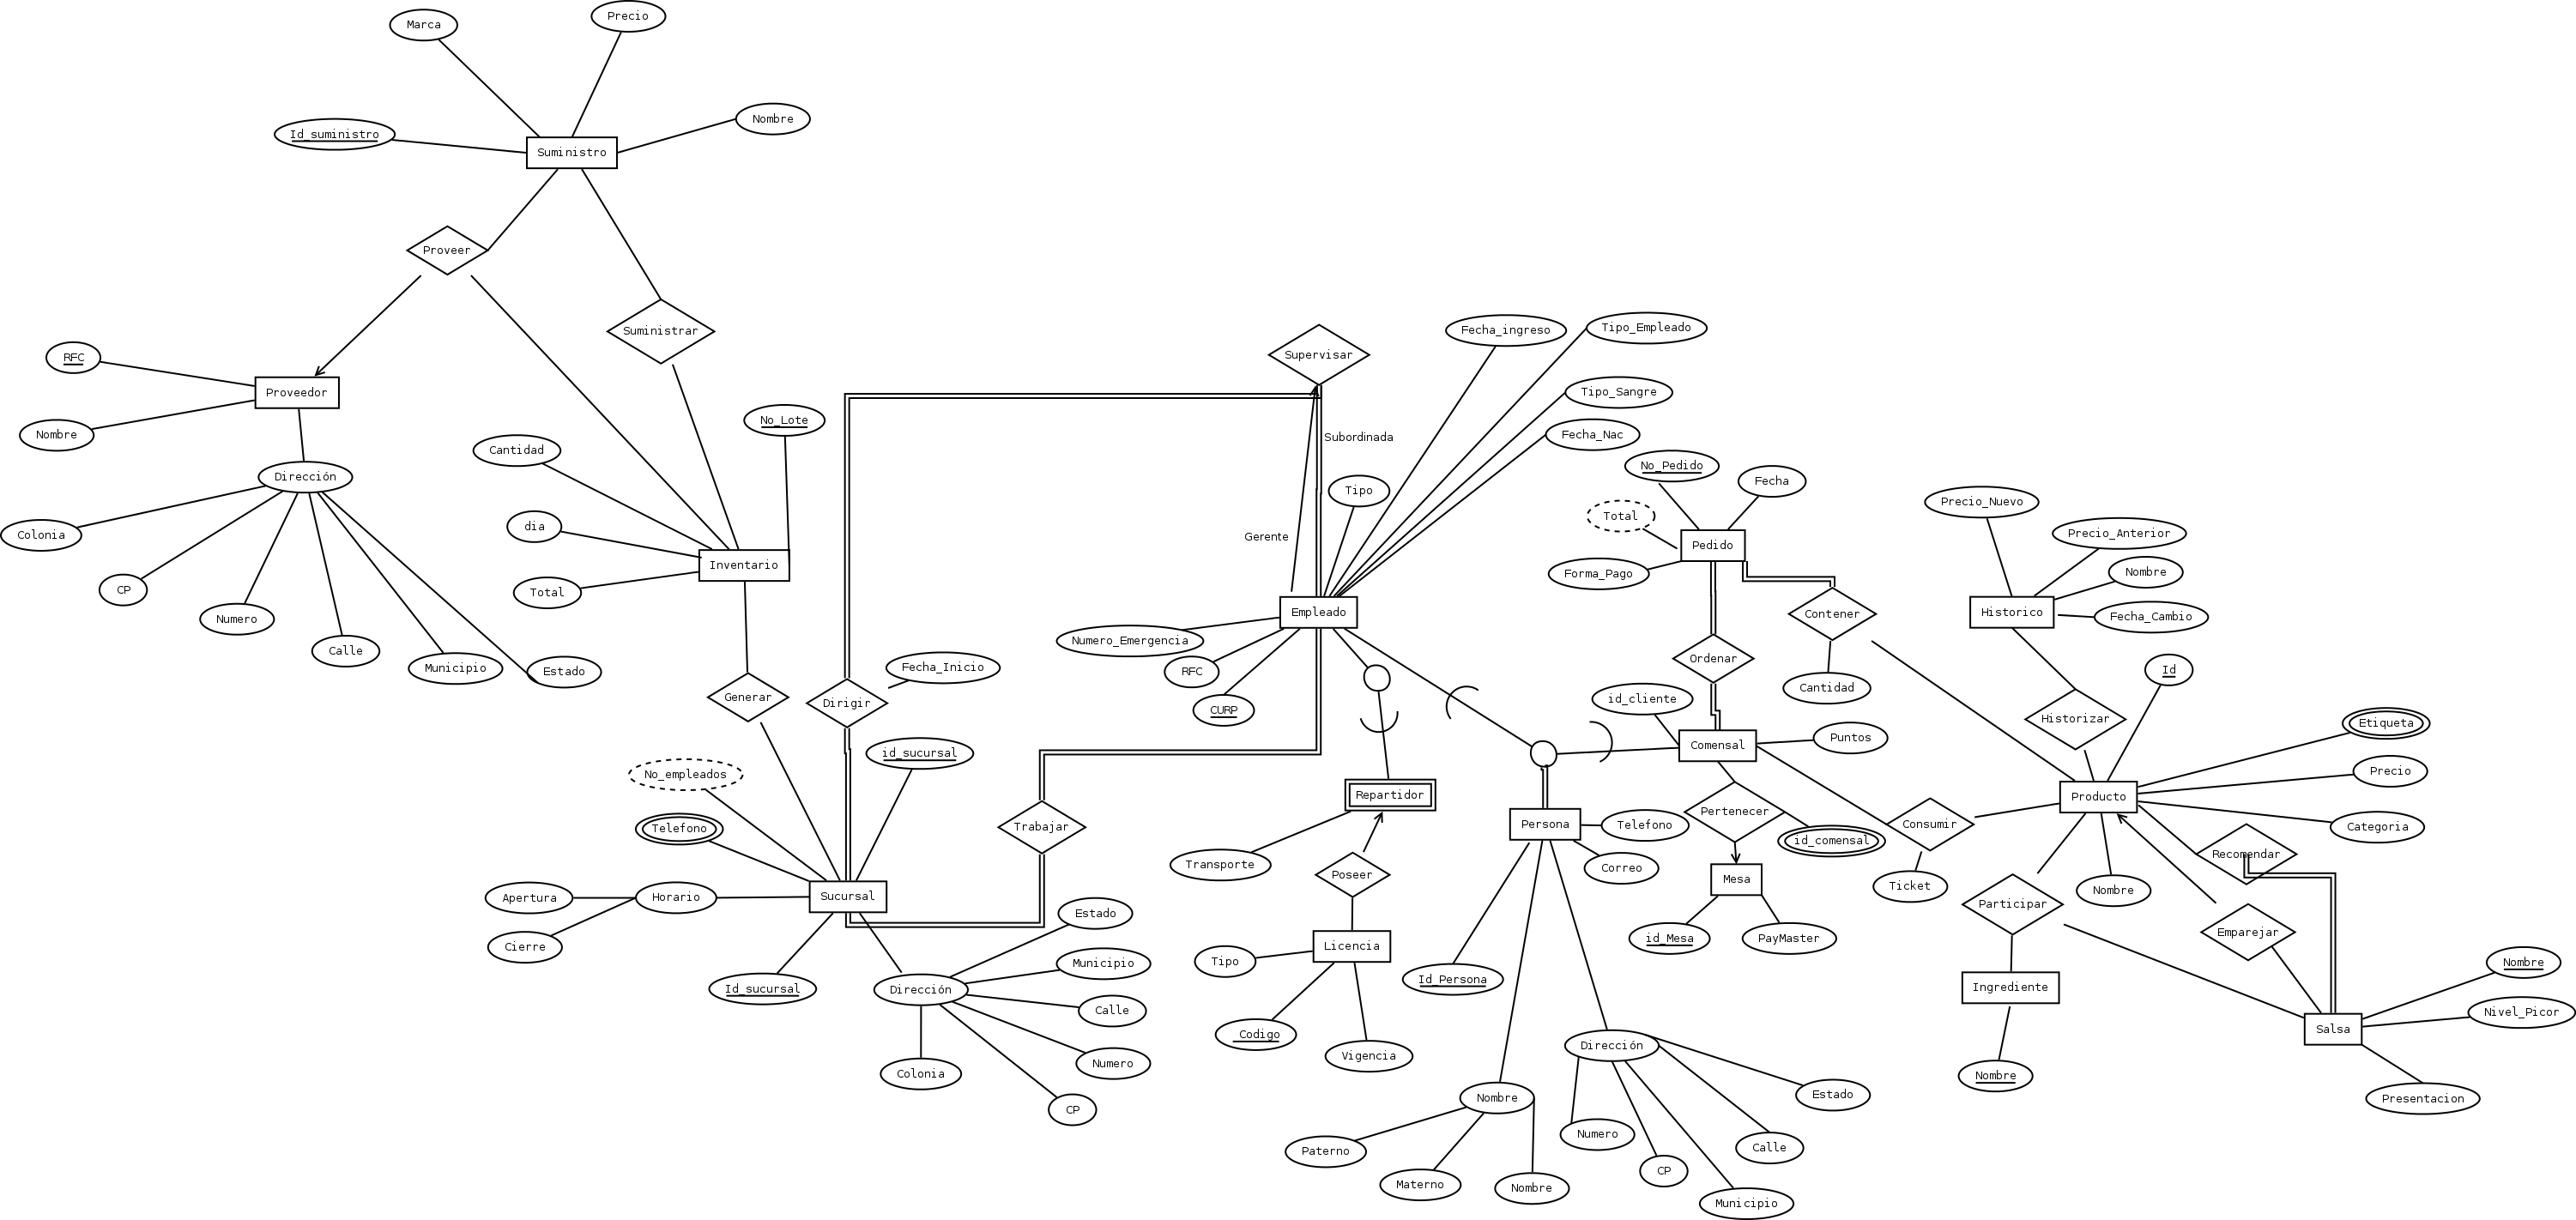 Marca
Precio
Id_suministro
Nombre
Suministro
Proveer
Suministrar
RFC
Proveedor
Nombre
Dirección
Colonia
CP
Numero
Calle
Municipio
Estado
No_Lote
Cantidad
dia
Total
Inventario
Generar
Dirigir
Fecha_Inicio
No_empleados
id_sucursal
Telefono
Apertura
Horario
Cierre
Sucursal
Id_sucursal
Dirección
Estado
Municipio
Calle
Numero
Colonia
CP
Trabajar
Supervisar
Subordinada
Gerente
Fecha_ingreso
Tipo_Empleado
Tipo_Sangre
Fecha_Nac
Tipo
Empleado
Numero_Emergencia
RFC
CURP
Repartidor
Transporte
Poseer
Licencia
Tipo
Codigo
Vigencia
No_Pedido
Fecha
Total
Pedido
Forma_Pago
Contener
Ordenar
Cantidad
id_cliente
Comensal
Puntos
Persona
Telefono
Correo
Pertenecer
id_comensal
Mesa
id_Mesa
PayMaster
Id_Persona
Nombre
Paterno
Materno
Nombre
Dirección
Numero
CP
Municipio
Calle
Estado
Consumir
Ticket
Precio_Nuevo
Precio_Anterior
Nombre
Fecha_Cambio
Historico
Historizar
Id
Etiqueta
Precio
Categoria
Producto
Nombre
Recomendar
Participar
Emparejar
Ingrediente
Nombre
Salsa
Nombre
Nivel_Picor
Presentacion